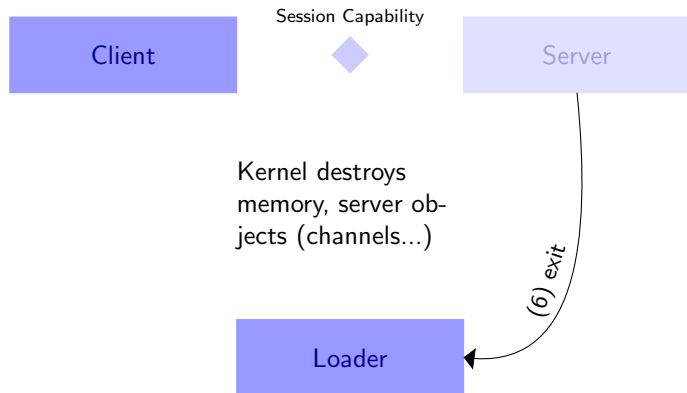 Session Capability
Client
Server
Kernel destroys
memory, server ob-
jects (channels...)
(6) exit
Loader